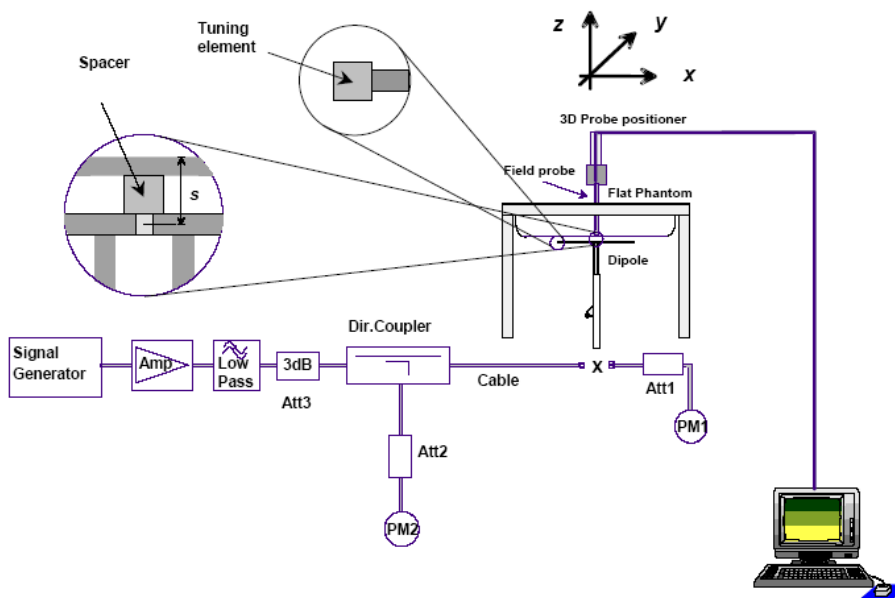 Tuning
element
z
y
x
Spacer
3D Probe positioner
Field probe
Flat Phantom
s
Dipole
Dir.Coupler
Signal
Generator
Amp
Low
Pass
3dB
Att3
Cable
X
Att1
PM1
Att2
PM2